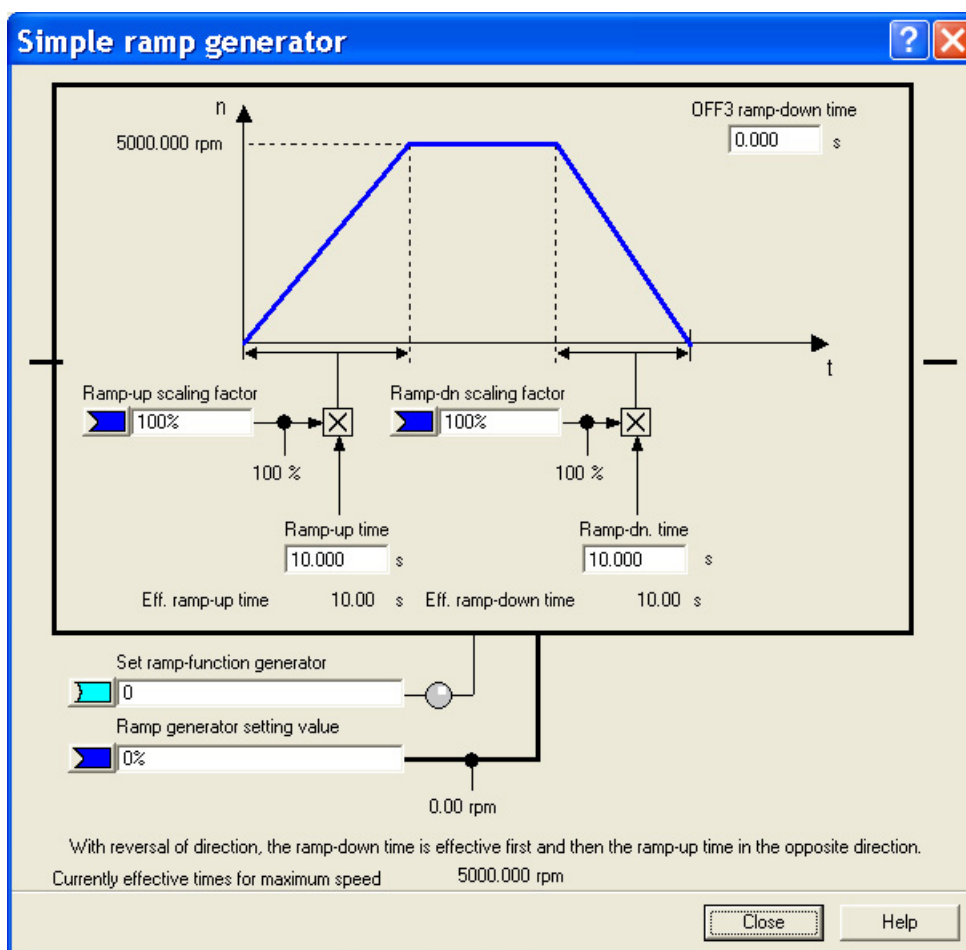 Simple ramp generator
n
OFF3 ramp-down time
5000.000 rpm
0.000 s
t
Ramp-up scaling factor
Ramp-dn scaling factor
100%
100%
100 %
100 %
Ramp-up time
Ramp-dn. time
10.000 s
10.000 s
Eff. ramp-up time 10.00 s Eff. ramp-down time 10.00 s
Set ramp-function generator
0
Ramp generator setting value
0%
0.00 rpm
With reversal of direction, the ramp-down time is effective first and then the ramp-up time in the opposite direction.
Currently effective times for maximum speed 5000.000 rpm
Close Help